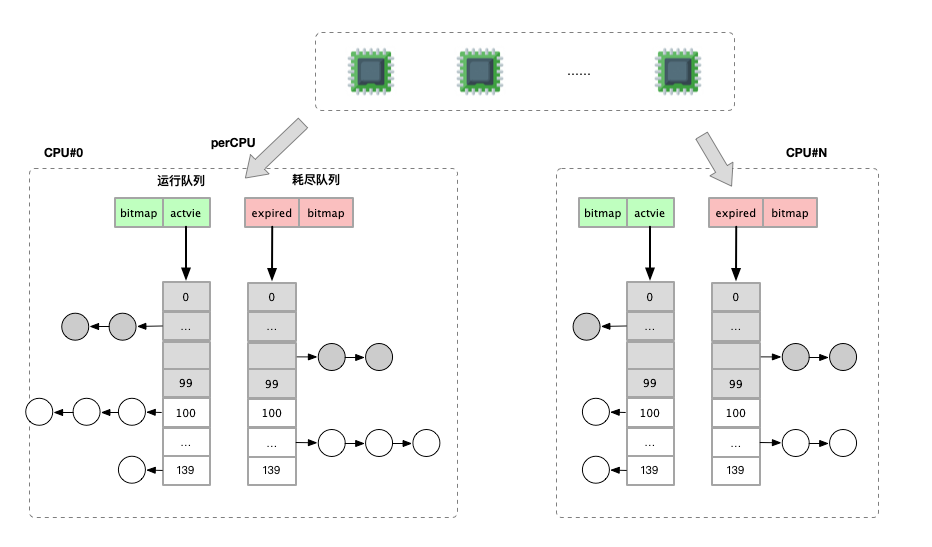 ......
perCPU
CPU#0
CPU#N
运行队列
耗尽队列
bitmap
actvie
expired
bitmap
bitmap
actvie
expired
bitmap
0
...
99
100
...
139
0
...
99
100
...
139
0
...
99
100
...
139
0
...
99
100
...
139